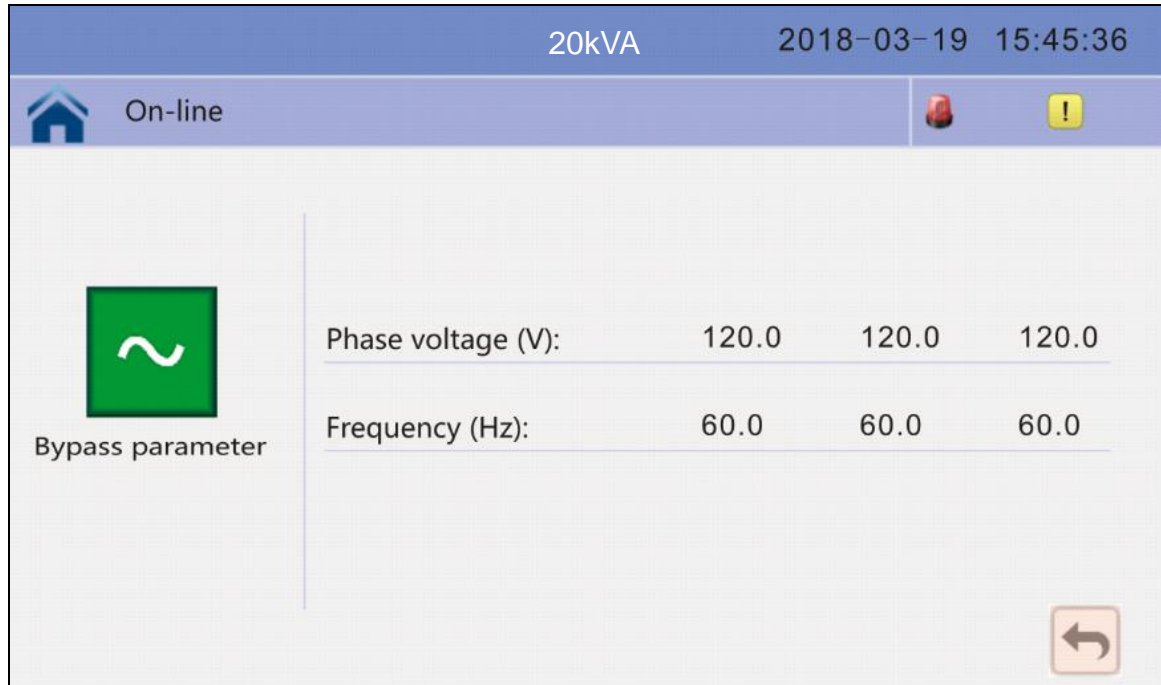 20kVA 2018-03-19 15:45:36
On-line !
Phase voltage (V): 120.0 120.0 120.0
Frequency (Hz): 60.0 60.0 60.0
Bypass parameter